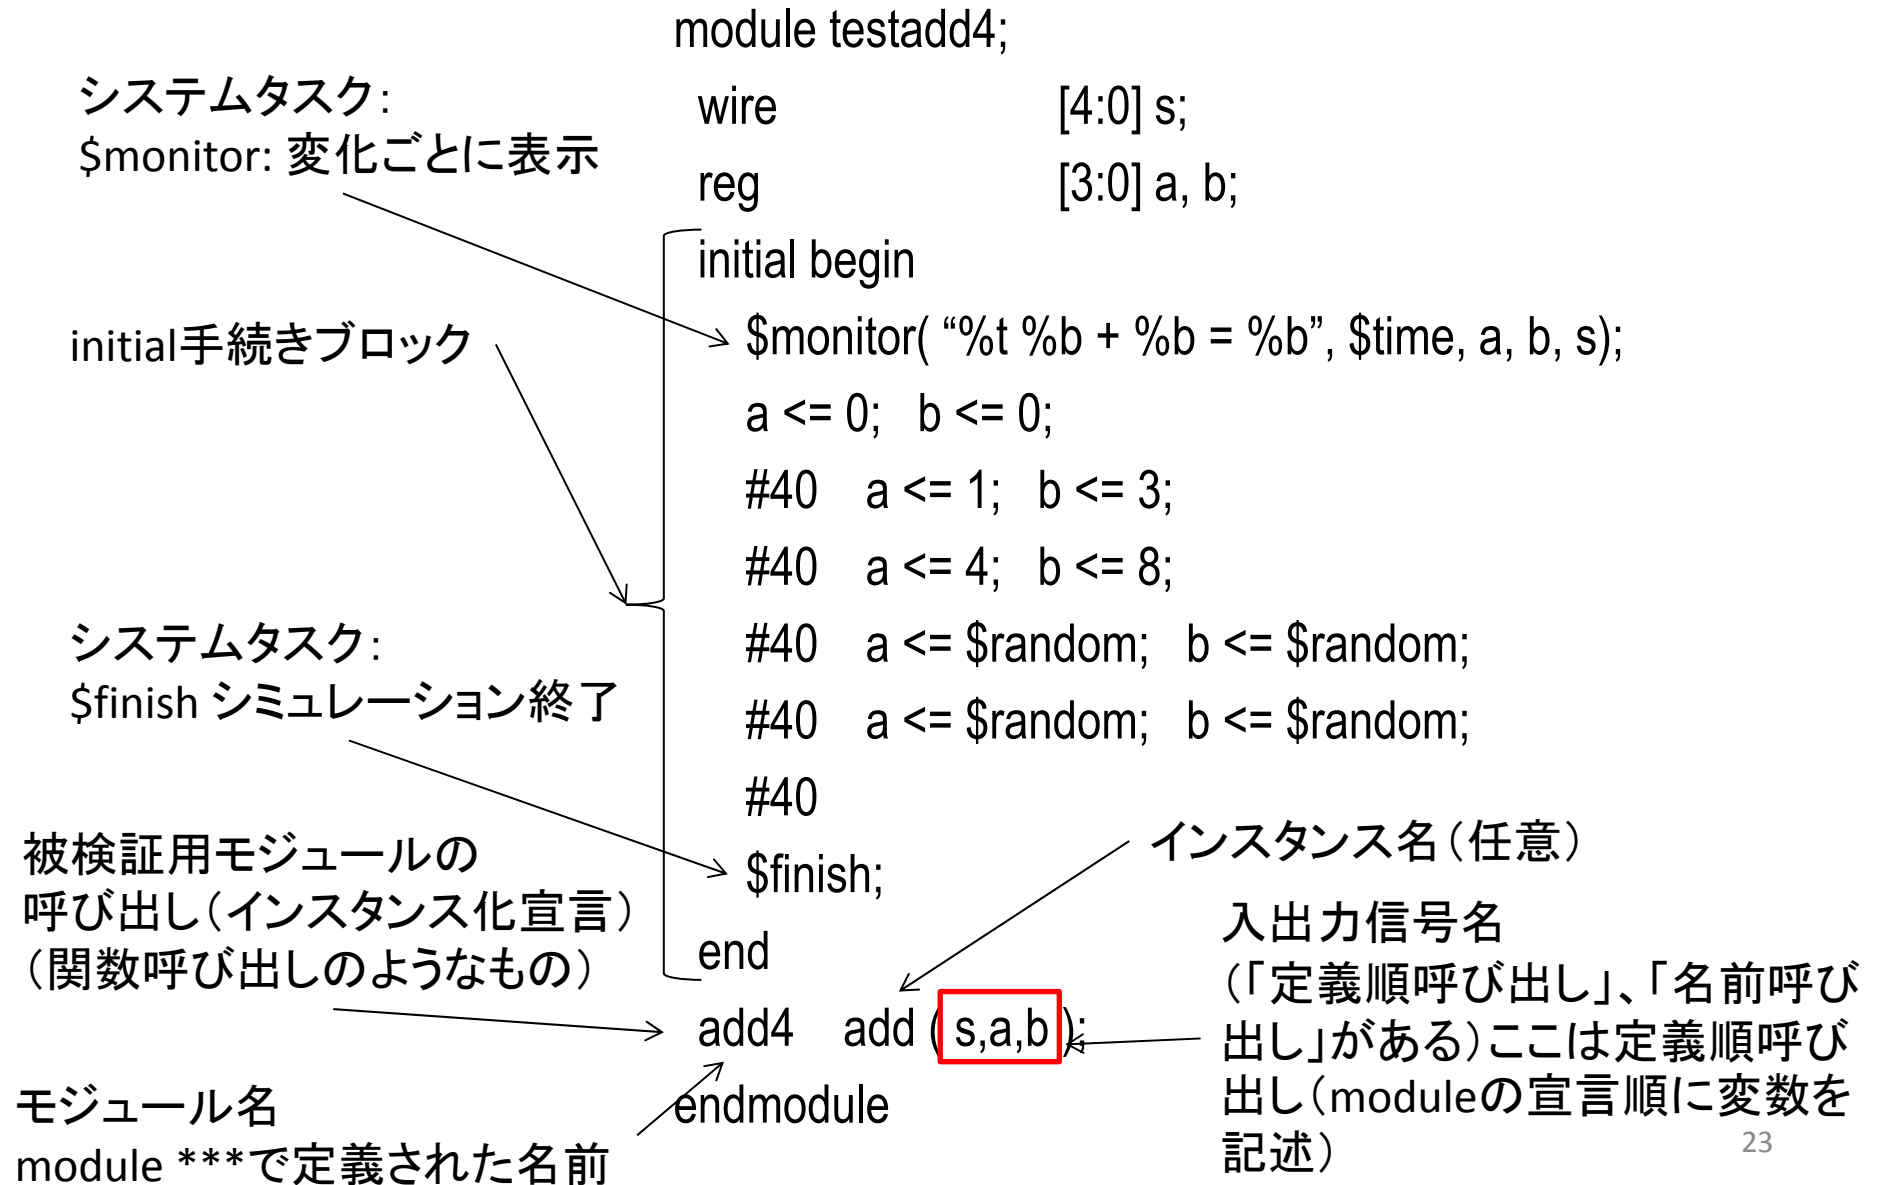 module testadd4;
システムタスク:
$monitor: 変化ごとに表示
wire [4:0] s;
reg [3:0] a, b;
initial begin
initial手続きブロック
$monitor( “%t %b + %b = %b”, $time, a, b, s);
a <= 0; b <= 0;
#40 a <= 1; b <= 3;
#40 a <= 4; b <= 8;
システムタスク:
$finish シミュレーション終了
#40 a <= $random; b <= $random;
#40 a <= $random; b <= $random;
#40
被検証用モジュールの
呼び出し(インスタンス化宣言)
(関数呼び出しのようなもの)
$finish;
インスタンス名(任意)
end
add4 add ( s,a,b );
入出力信号名
(「定義順呼び出し」、「名前呼び
出し」がある)ここは定義順呼び
出し(moduleの宣言順に変数を
記述)
モジュール名
module ***で定義された名前
endmodule
23